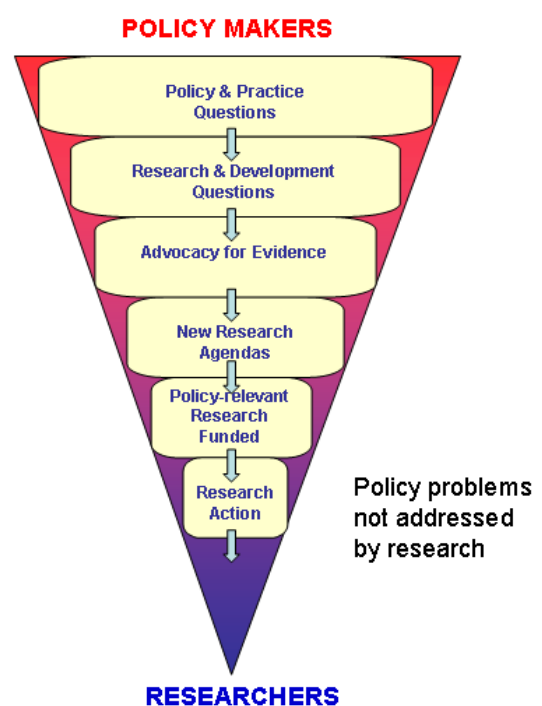 POLICY MAKERS
Policy & Practice
Questions
Research & Development
Questions
Advocacy for Evidence
New Research
Agendas
Policy-relevant
Research
Funded
Research
Action
Policy problems
not addressed
by research
RESEARCHERS